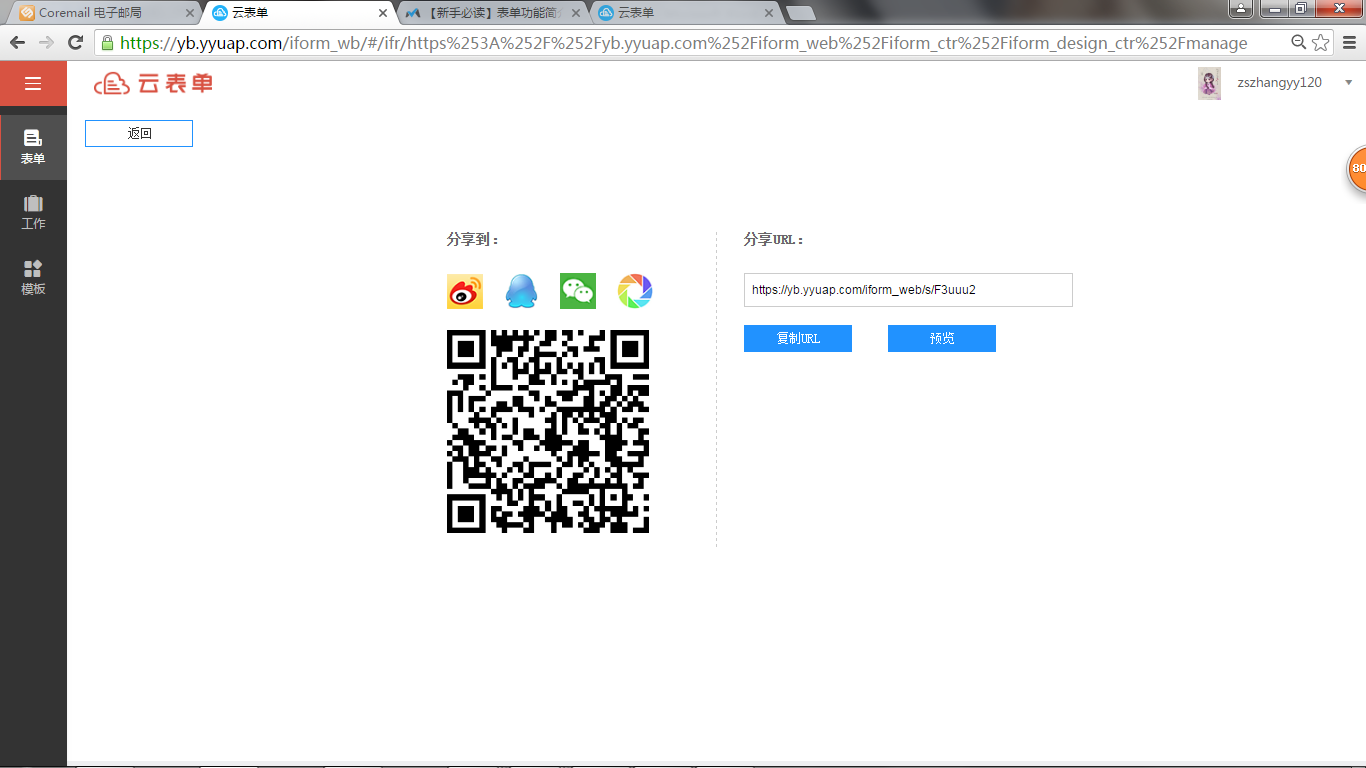 Coremail 电子邮局
云表单
【新手必读】表单功能简
云表单
https://yb.yyuap.com/iform_wb/#/ifr/https%253A%252F%252Fyb.yyuap.com%252Fiform_web%252Fiform_ctr%252Fiform_design_ctr%252Fmanage
云表单
zszhangyy120
返回
表单
工作
模板
80
分享到：
分享URL：
https://yb.yyuap.com/iform_web/s/F3uuu2
复制URL
预览